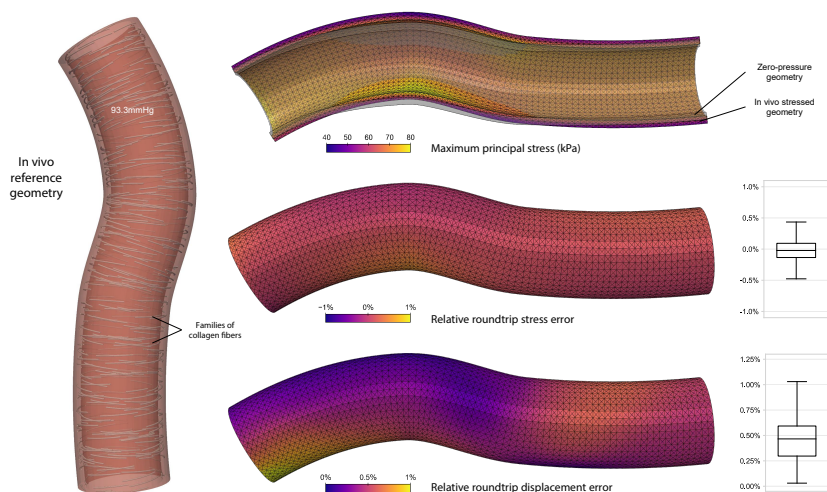 93.3mmHg
In vivo
reference
geometry
Families of
collagen fibers
Zero-pressure
geometry
In vivo stressed
geometry
40 50 60 70 80
Maximum principal stress (kPa)
1.0%
0.5%
0.0%
-0.5%
-1.0%
−1% 0% 1%
Relative roundtrip stress error
1.25%
1.00%
0.75%
0.50%
0.25%
0.00%
0% 0.5% 1%
Relative roundtrip displacement error